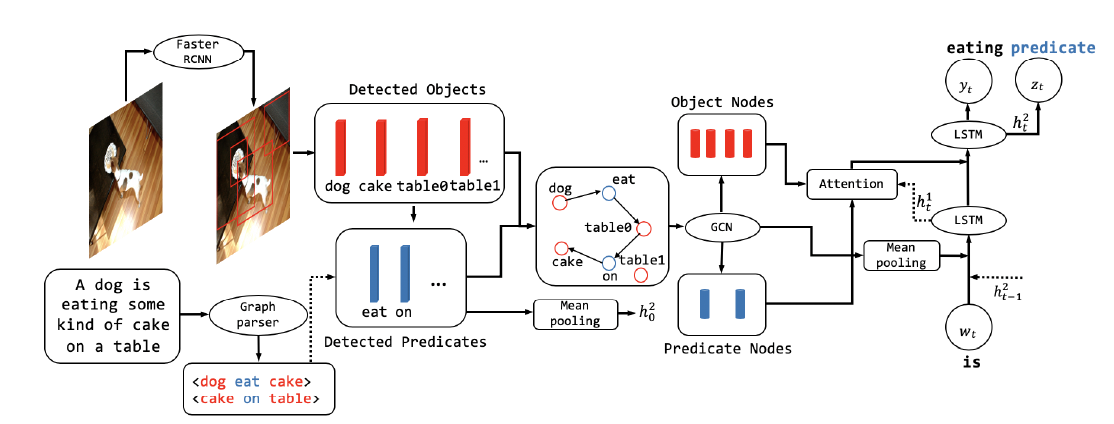 eating predicate
Faster
RCNN
y_t
z_t
Detected Objects
Object Nodes
LSTM
h_t^2
dog cake table0 table1
...
dog
eat
Attention
h_t^1
table0
GCN
LSTM
cake
on
table1
Mean
pooling
...
h_{t-1}^2
A dog is
eating some
kind of cake
on a table
Graph
parser
eat on
Mean
pooling
h_0^2
w_t
Detected Predicates
Predicate Nodes
is
<dog eat cake>
<cake on table>